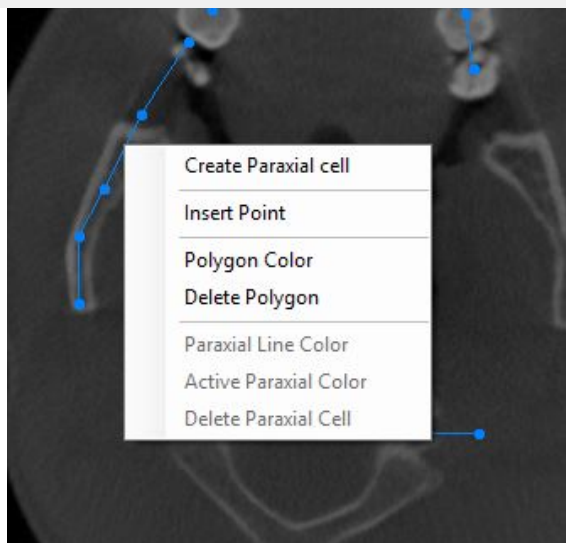 Create Paraxial cell
Insert Point
Polygon Color
Delete Polygon
Paraxial Line Color
Active Paraxial Color
Delete Paraxial Cell